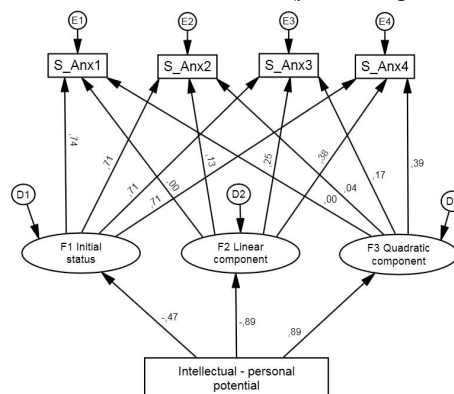 E1 E2 E3 E4
S_Anx1 S_Anx2 S_Anx3 S_Anx4
,74 ,71 ,71 ,71 ,00 ,13 ,25 ,38 ,00 ,04 ,17 ,39
D1 D2 D
F1 Initial
status
F2 Linear
component
F3 Quadratic
component
-,47 -,89 ,89
Intellectual - personal
potential